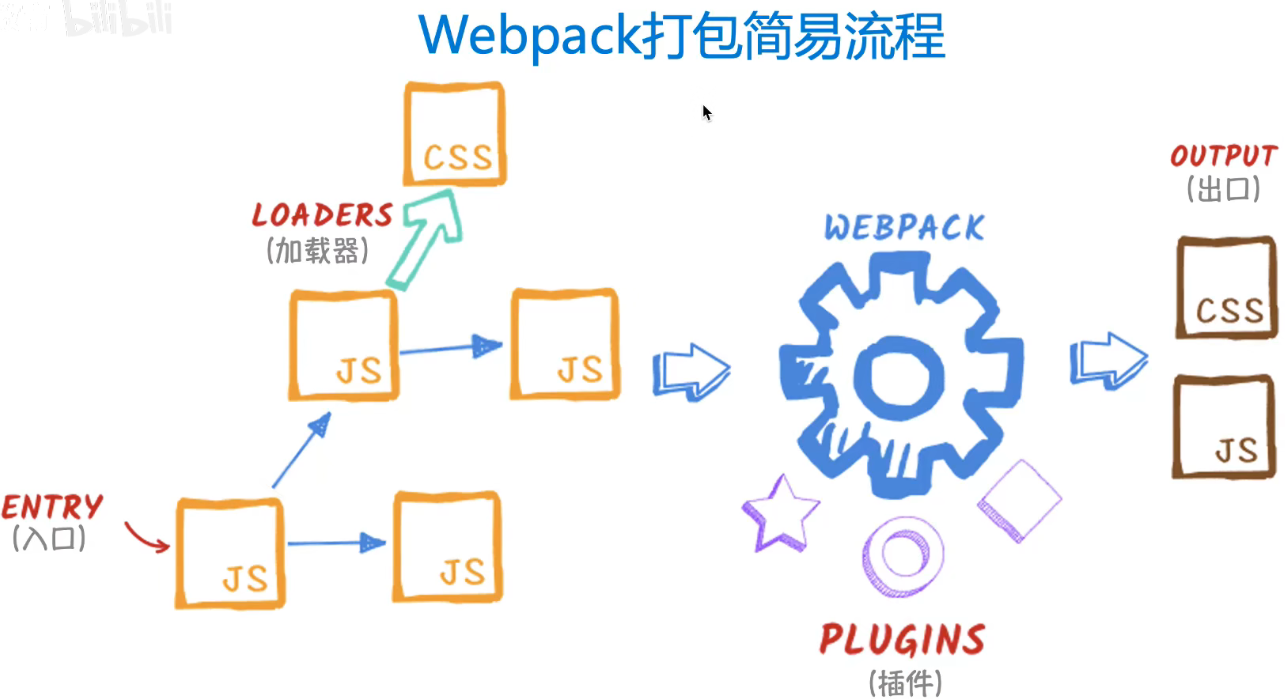 bilibili
Webpack打包简易流程
CSS
LOADERS
(加载器)
JS
JS
ENTRY
(入口)
JS
JS
WEBPACK
PLUGINS
(插件)
OUTPUT
(出口)
CSS
JS